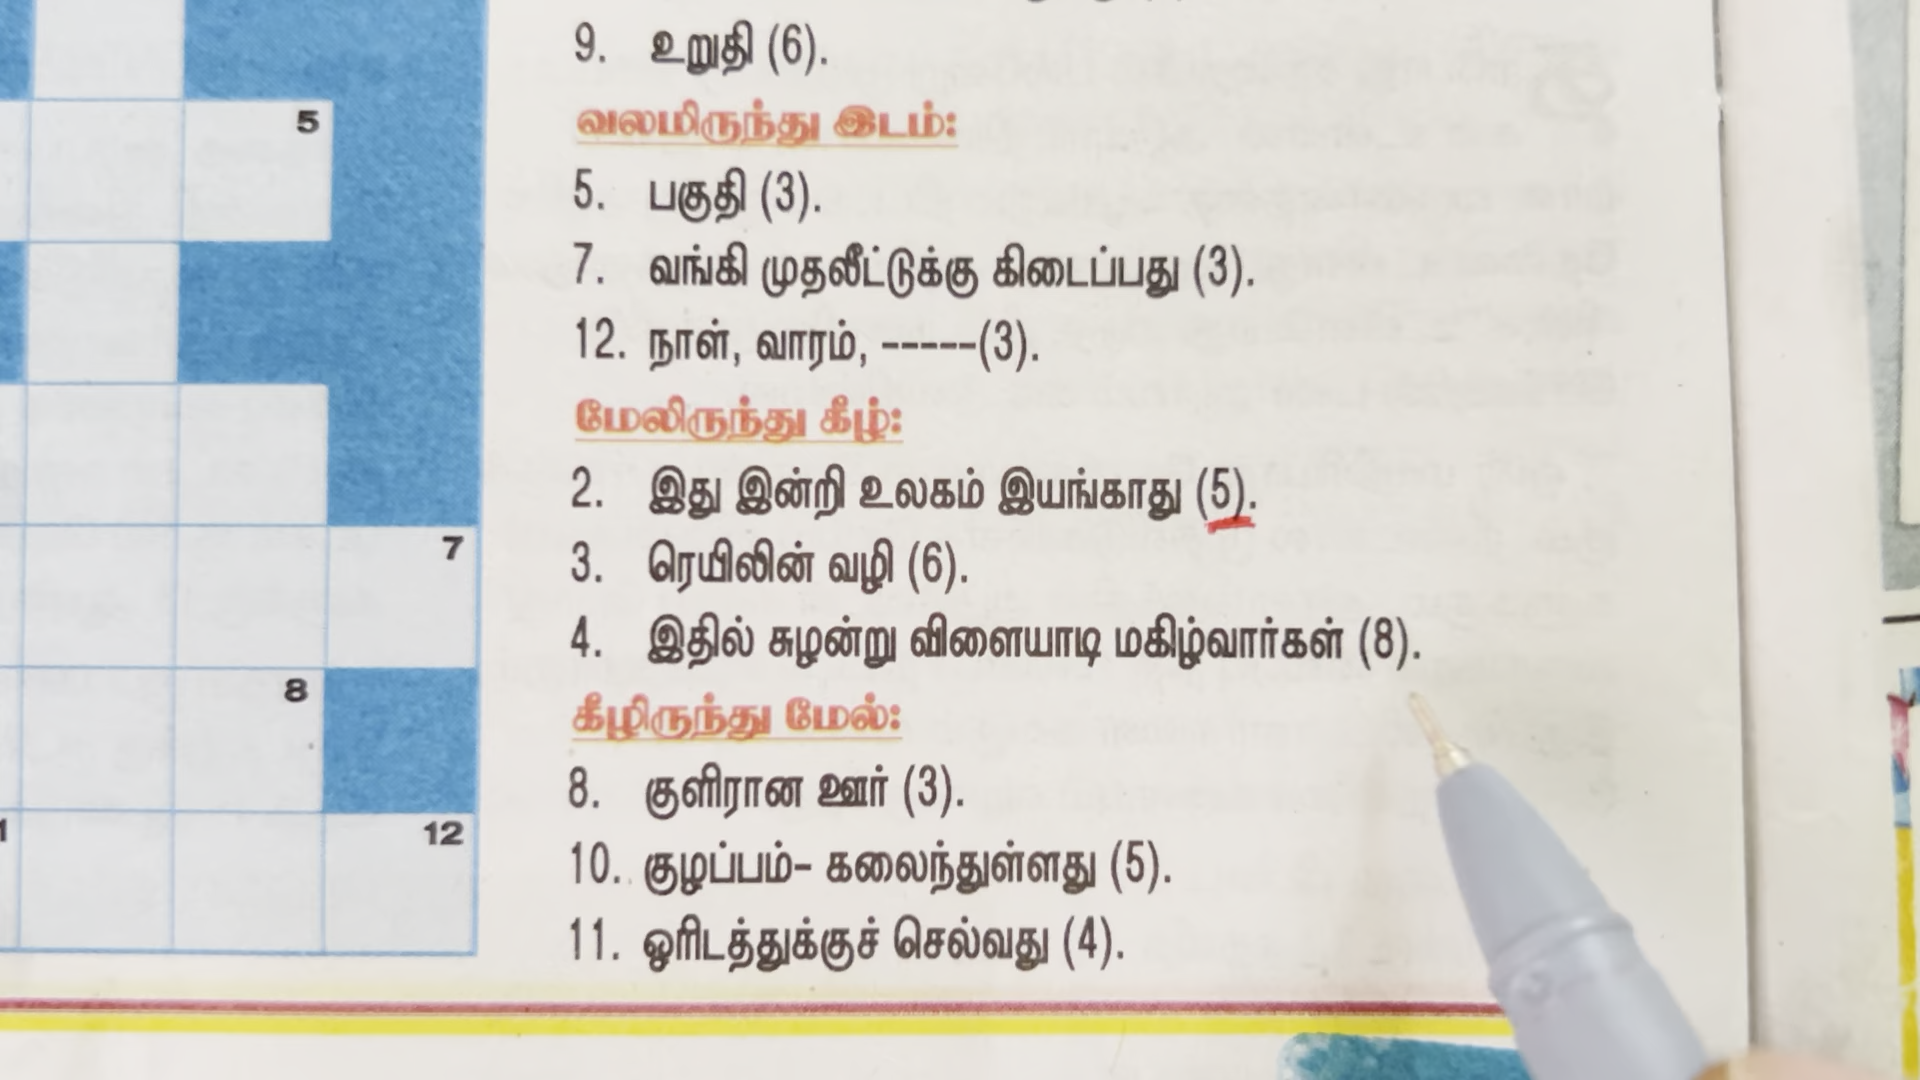 9. உறுதி (6).
வலமிருந்து இடம்:
5. பகுதி (3).
7. வங்கி முதலீட்டுக்கு கிடைப்பது (3).
12. நாள், வாரம், -----(3).
மேலிருந்து கீழ்:
2. இது இன்றி உலகம் இயங்காது (5).
3. ரெயிலின் வழி (6).
4. இதில் சுழன்று விளையாடி மகிழ்வார்கள் (8).
கீழிருந்து மேல்:
8. குளிரான ஊர் (3).
10. குழப்பம்- கலைந்துள்ளது (5).
11. ஓரிடத்துக்குச் செல்வது (4).
5
7
8
12